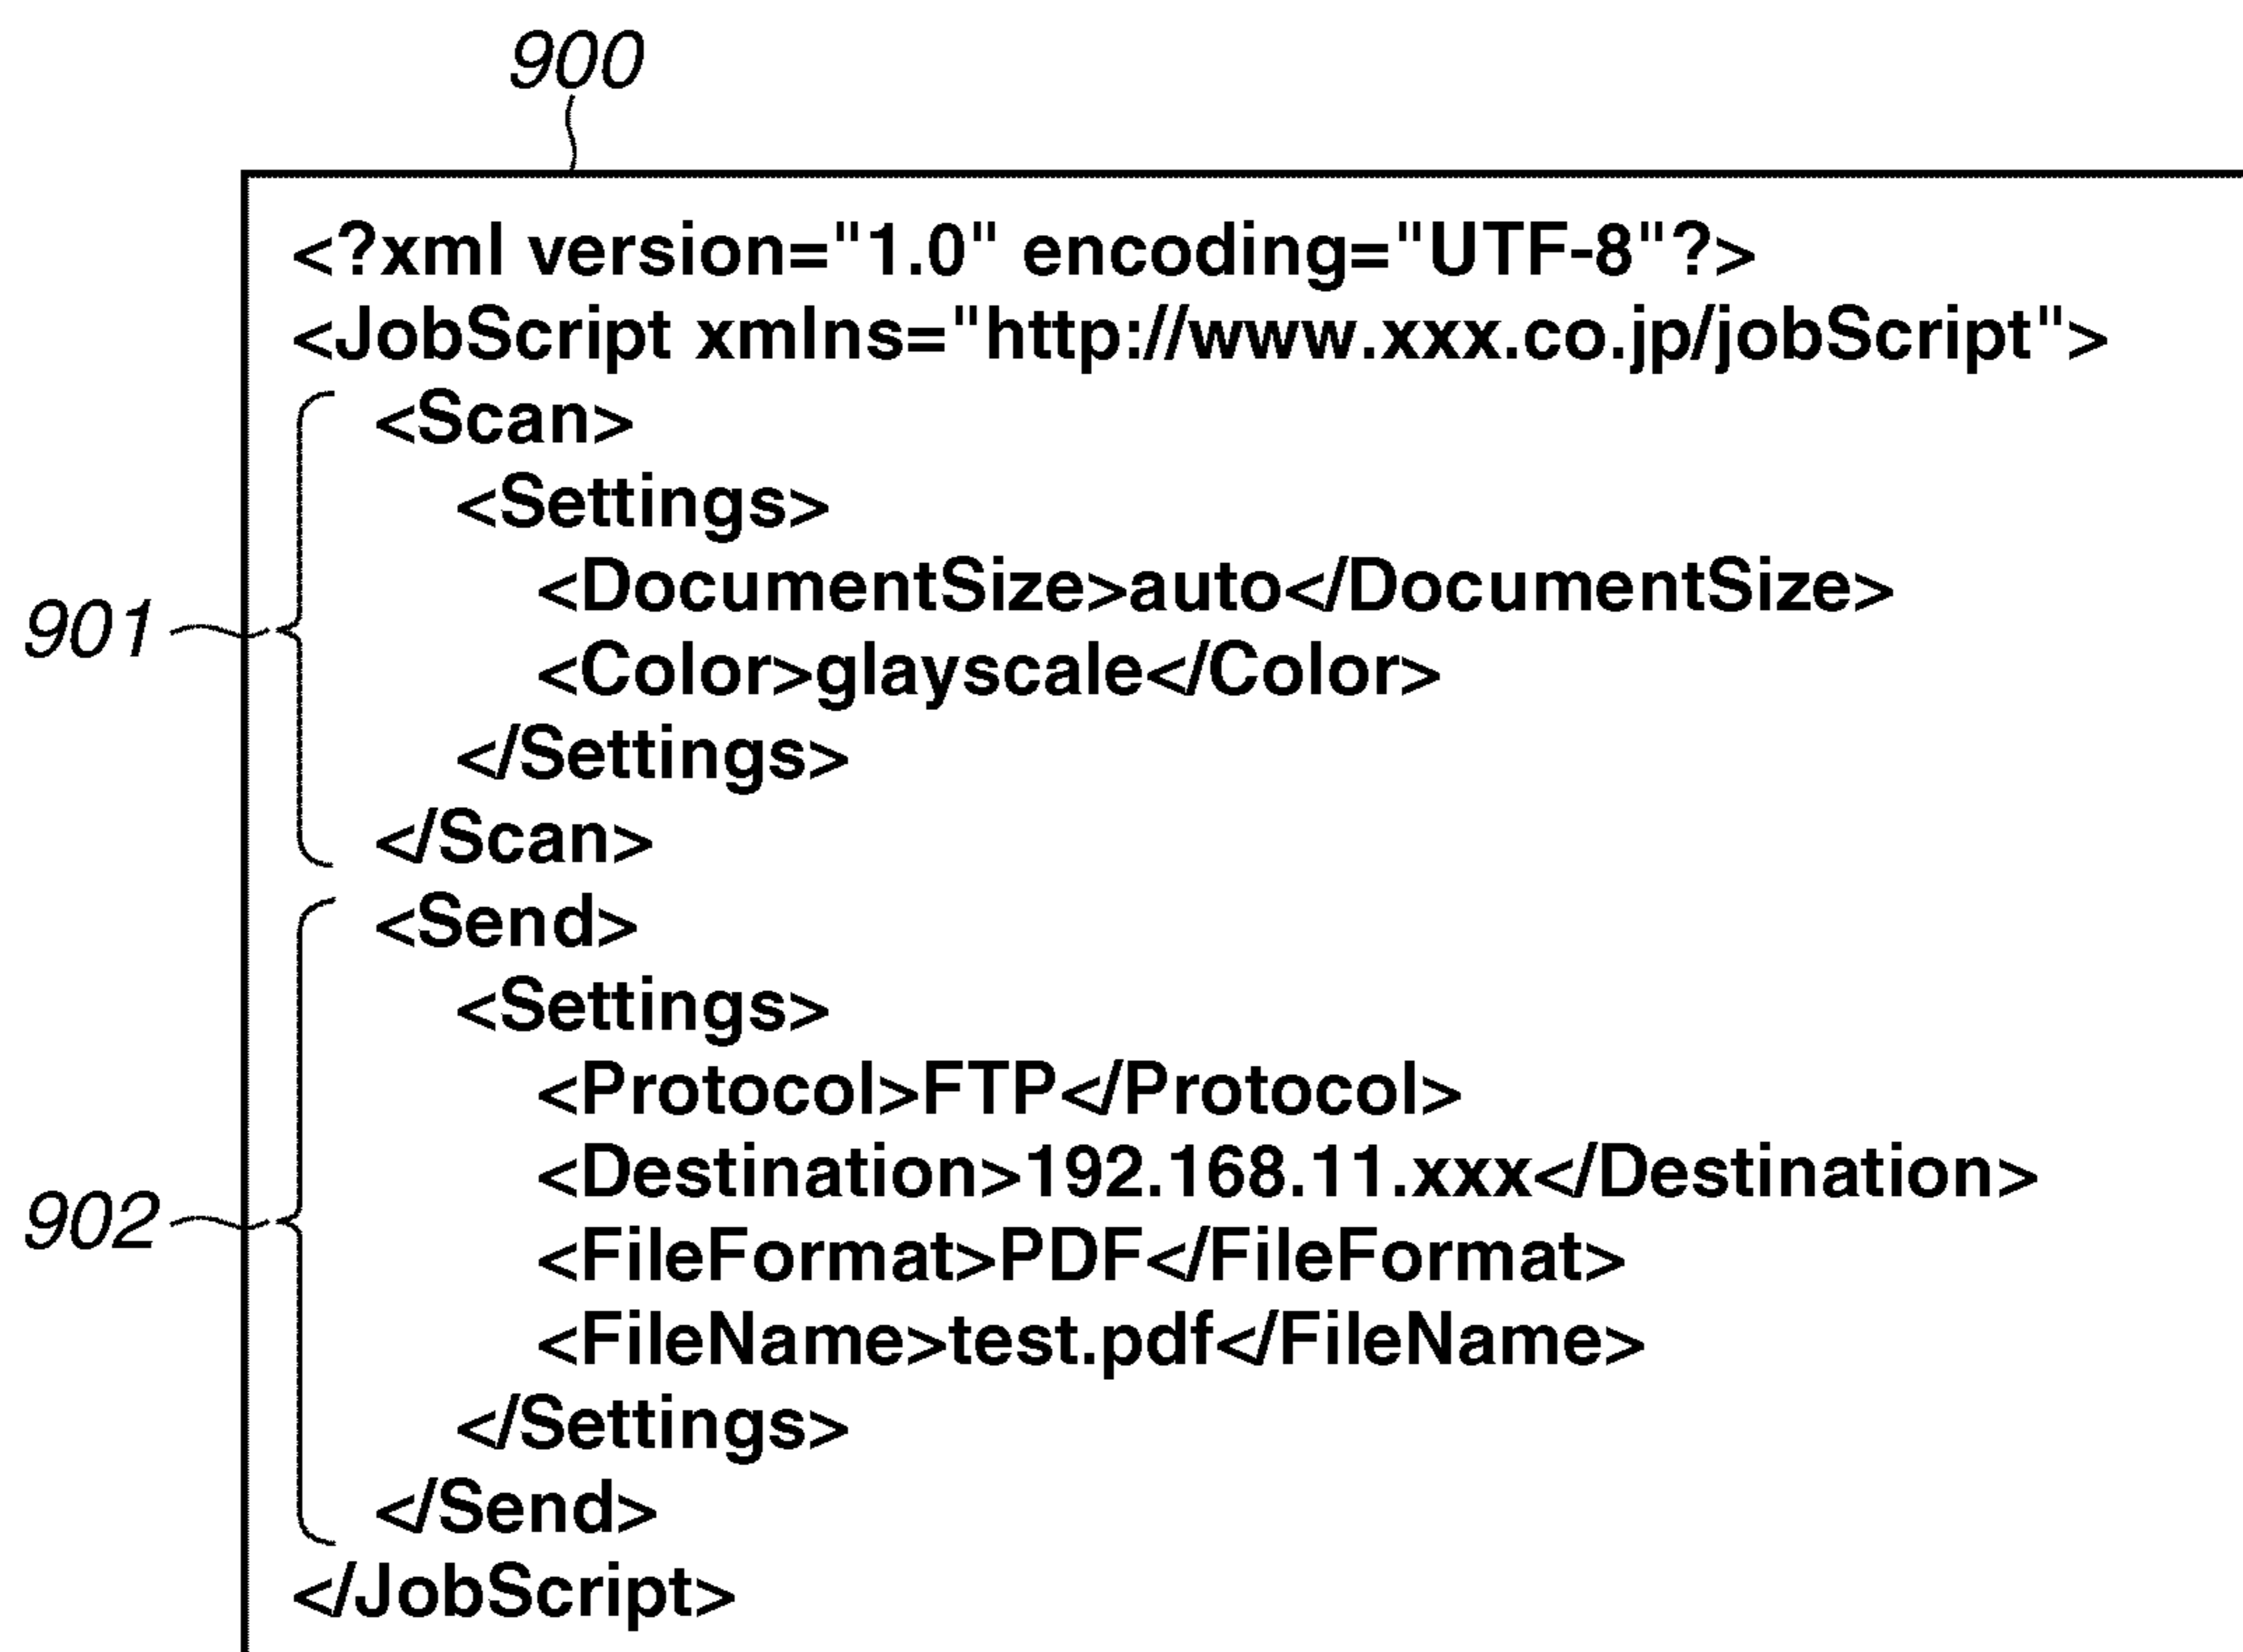 900
<?xml version="1.0" encoding="UTF-8"?>
<JobScript xmlns="http://www.xxx.co.jp/jobScript">
<Scan>
<Settings>
<DocumentSize>auto</DocumentSize>
901
<Color>glayscale</Color>
</Settings>
</Scan>
<Send>
<Settings>
<Protocol>FTP</Protocol>
<Destination>192.168.11.xxx</Destination>
902
<FileFormat>PDF</FileFormat>
<FileName>test.pdf</FileName>
</Settings>
</Send>
</JobScript>